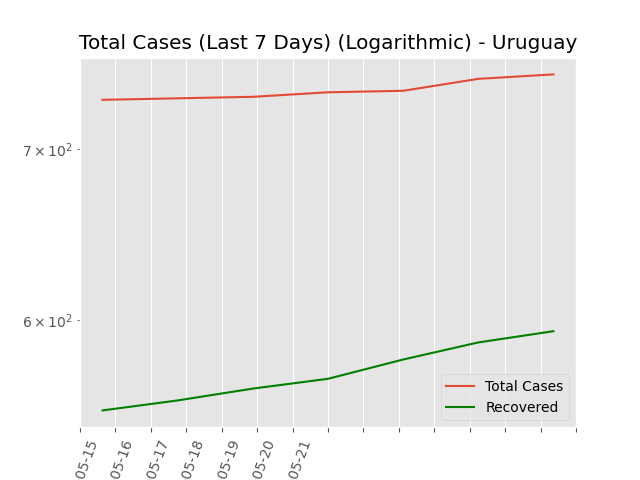 Total Cases (Last 7 Days) (Logarithmic) - Uruguay
7 × 10²
6 × 10²
Total Cases
Recovered
05-15
05-16
05-17
05-18
05-19
05-20
05-21